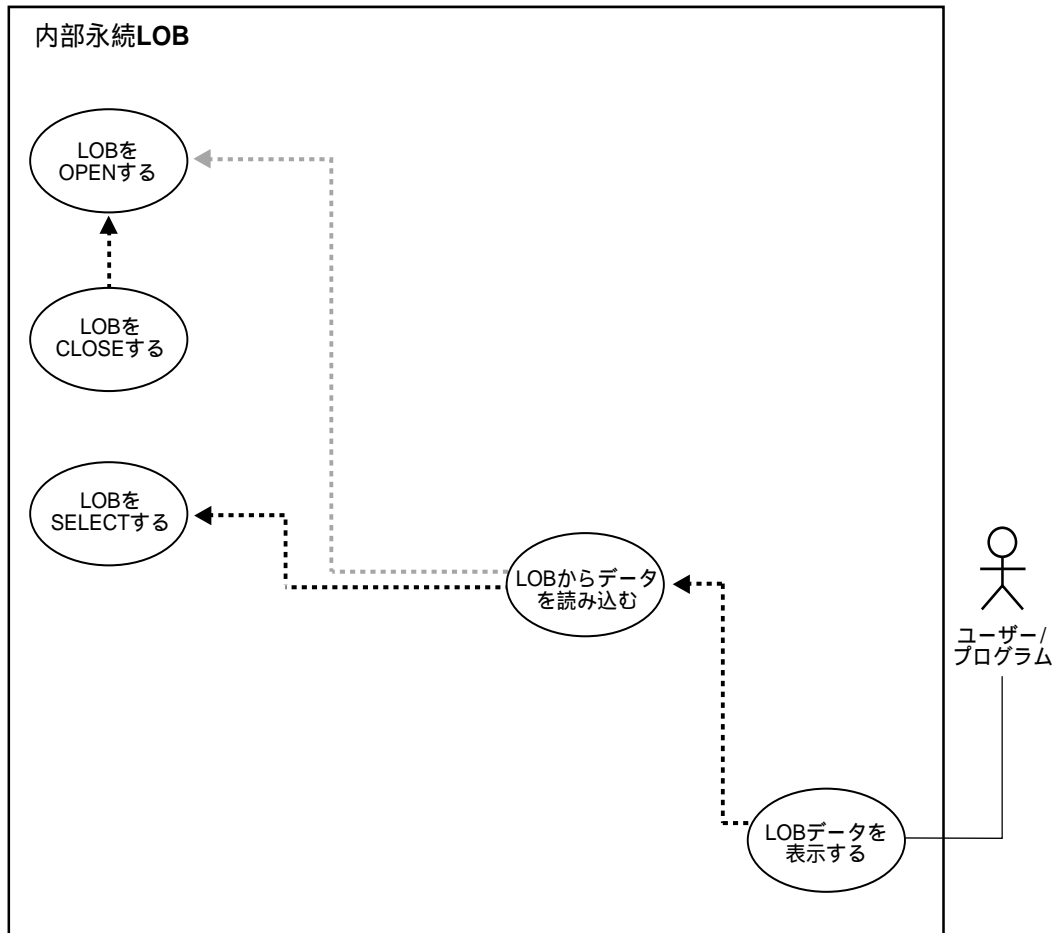 内部永続LOB
LOBを
OPENする
LOBを
CLOSEする
LOBを
SELECTする
LOBからデータ
を読み込む
ユーザー/
プログラム
LOBデータを
表示する